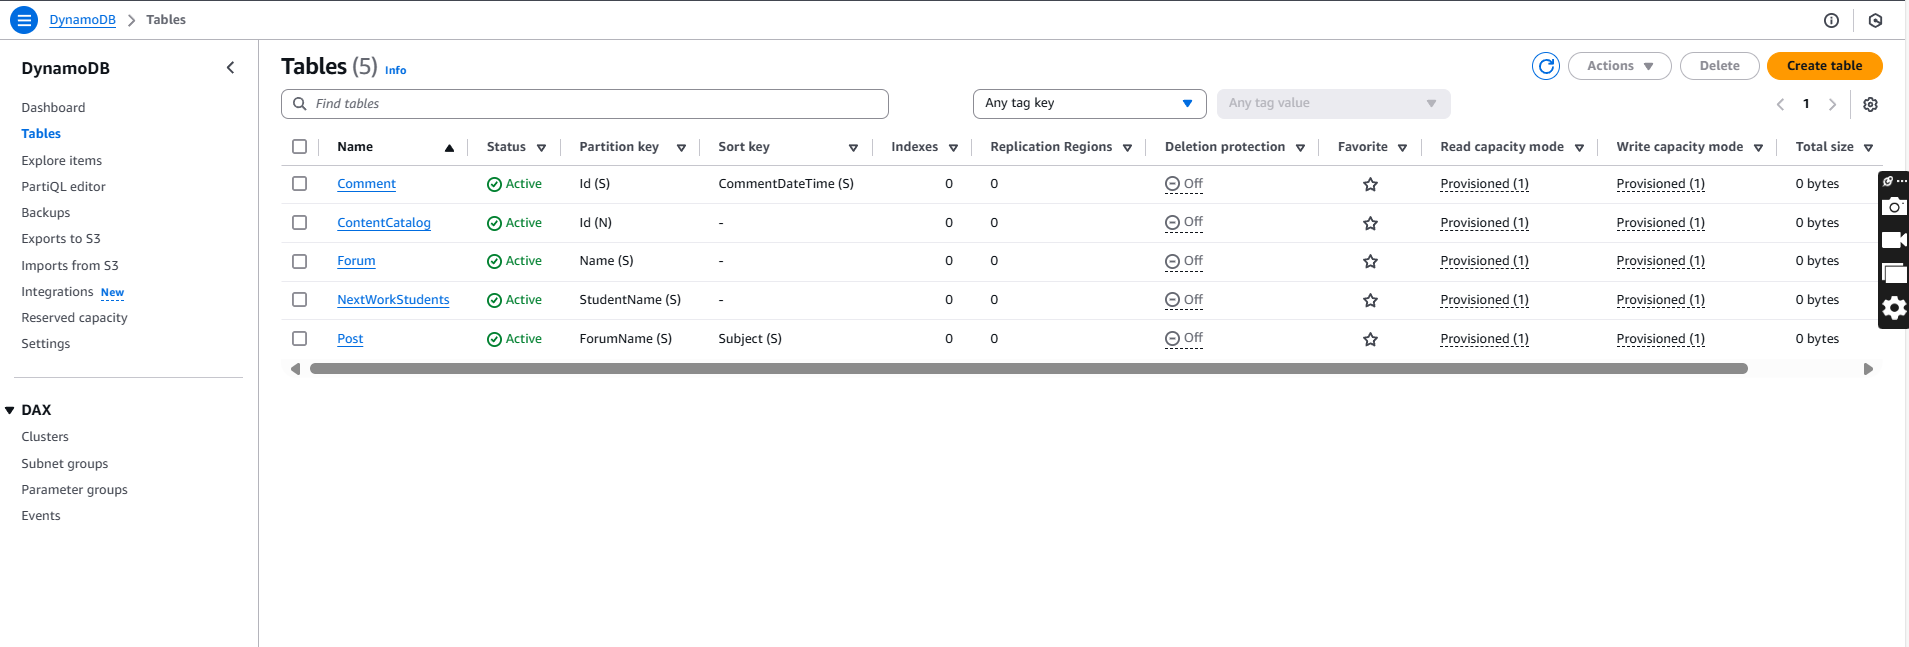 DynamoDB > Tables
DynamoDB
Dashboard
Tables
Explore items
PartiQL editor
Backups
Exports to S3
Imports from S3
Integrations New
Reserved capacity
Settings
DAX
Clusters
Subnet groups
Parameter groups
Events
Tables (5) Info
Actions Delete Create table
Find tables Any tag key Any tag value 1
Name Status Partition key Sort key Indexes Replication Regions Deletion protection Favorite Read capacity mode Write capacity mode Total size
Comment Active Id (S) CommentDateTime (S) 0 0 Off Provisioned (1) Provisioned (1) 0 bytes
ContentCatalog Active Id (N) - 0 0 Off Provisioned (1) Provisioned (1) 0 bytes
Forum Active Name (S) - 0 0 Off Provisioned (1) Provisioned (1) 0 bytes
NextWorkStudents Active StudentName (S) - 0 0 Off Provisioned (1) Provisioned (1) 0 bytes
Post Active ForumName (S) Subject (S) 0 0 Off Provisioned (1) Provisioned (1) 0 bytes